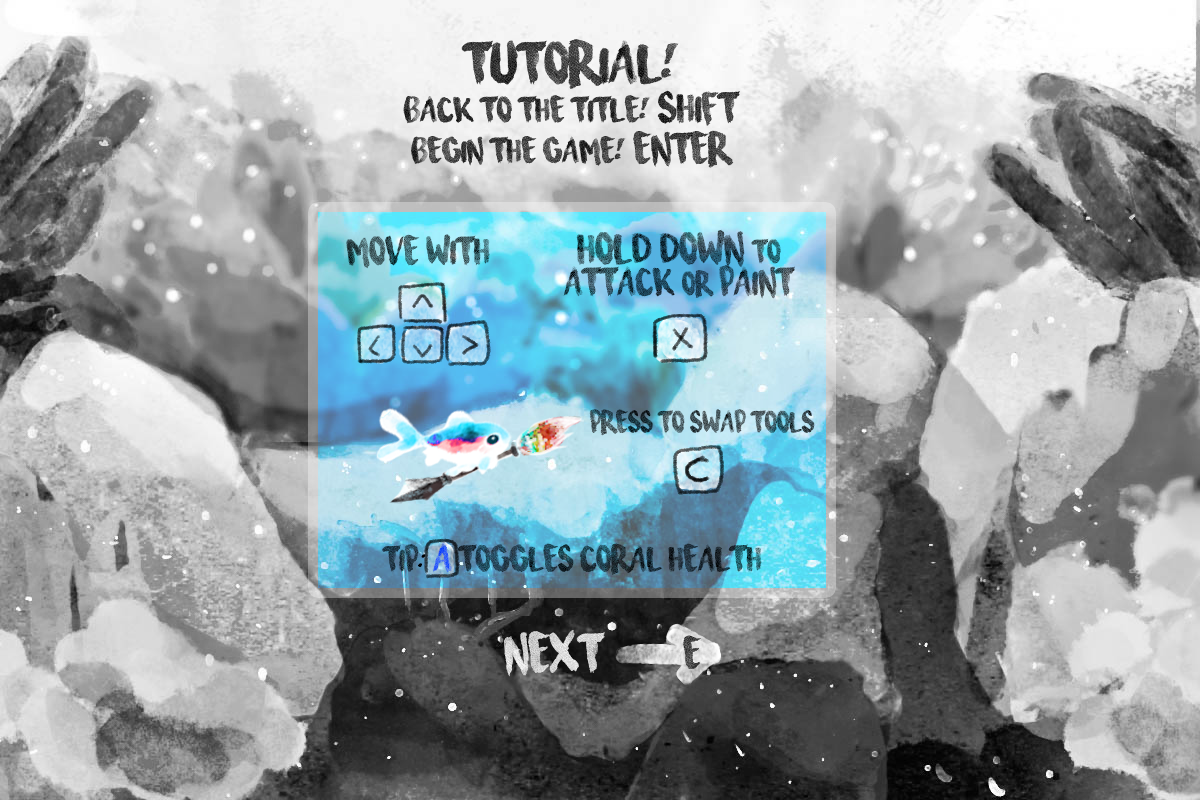 TUTORIAL!
BACK TO THE TITLE! SHIFT
BEGIN THE GAME! ENTER
MOVE WITH
^
< v >
HOLD DOWN TO
ATTACK OR PAINT
X
PRESS TO SWAP TOOLS
C
TIP: A TOGGLES CORAL HEALTH
NEXT E